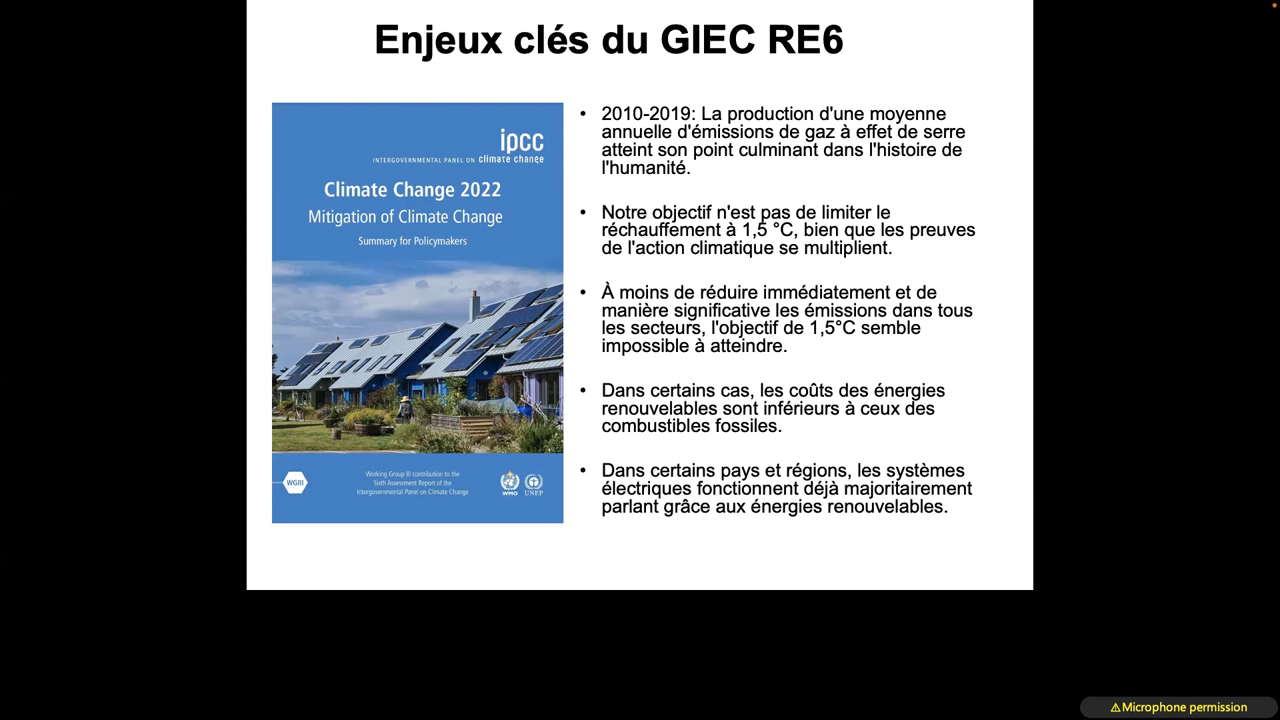 Enjeux clés du GIEC RE6
ipcc
INTERGOVERNMENTAL PANEL ON climate change
Climate Change 2022
Mitigation of Climate Change
Summary for Policymakers
WGIII
Working Group III contribution to the
Sixth Assessment Report of the
Intergovernmental Panel on Climate Change
WMO
UNEP
• 2010-2019: La production d'une moyenne
annuelle d'émissions de gaz à effet de serre
atteint son point culminant dans l'histoire de
l'humanité.
• Notre objectif n'est pas de limiter le
réchauffement à 1,5 °C, bien que les preuves
de l'action climatique se multiplient.
• À moins de réduire immédiatement et de
manière significative les émissions dans tous
les secteurs, l'objectif de 1,5°C semble
impossible à atteindre.
• Dans certains cas, les coûts des énergies
renouvelables sont inférieurs à ceux des
combustibles fossiles.
• Dans certains pays et régions, les systèmes
électriques fonctionnent déjà majoritairement
parlant grâce aux énergies renouvelables.
⚠Microphone permission